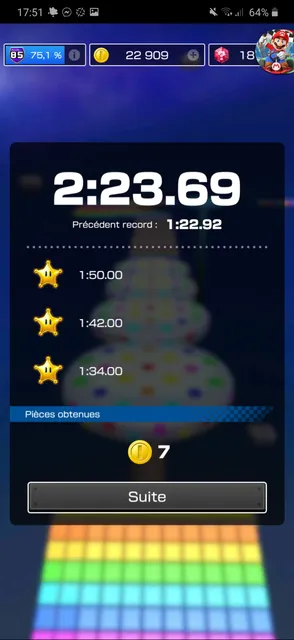 17:51 64%
85 75,1 % 22 909 18
2:23.69
Précédent record : 1:22.92
1:50.00
1:42.00
1:34.00
Pièces obtenues
7
Suite